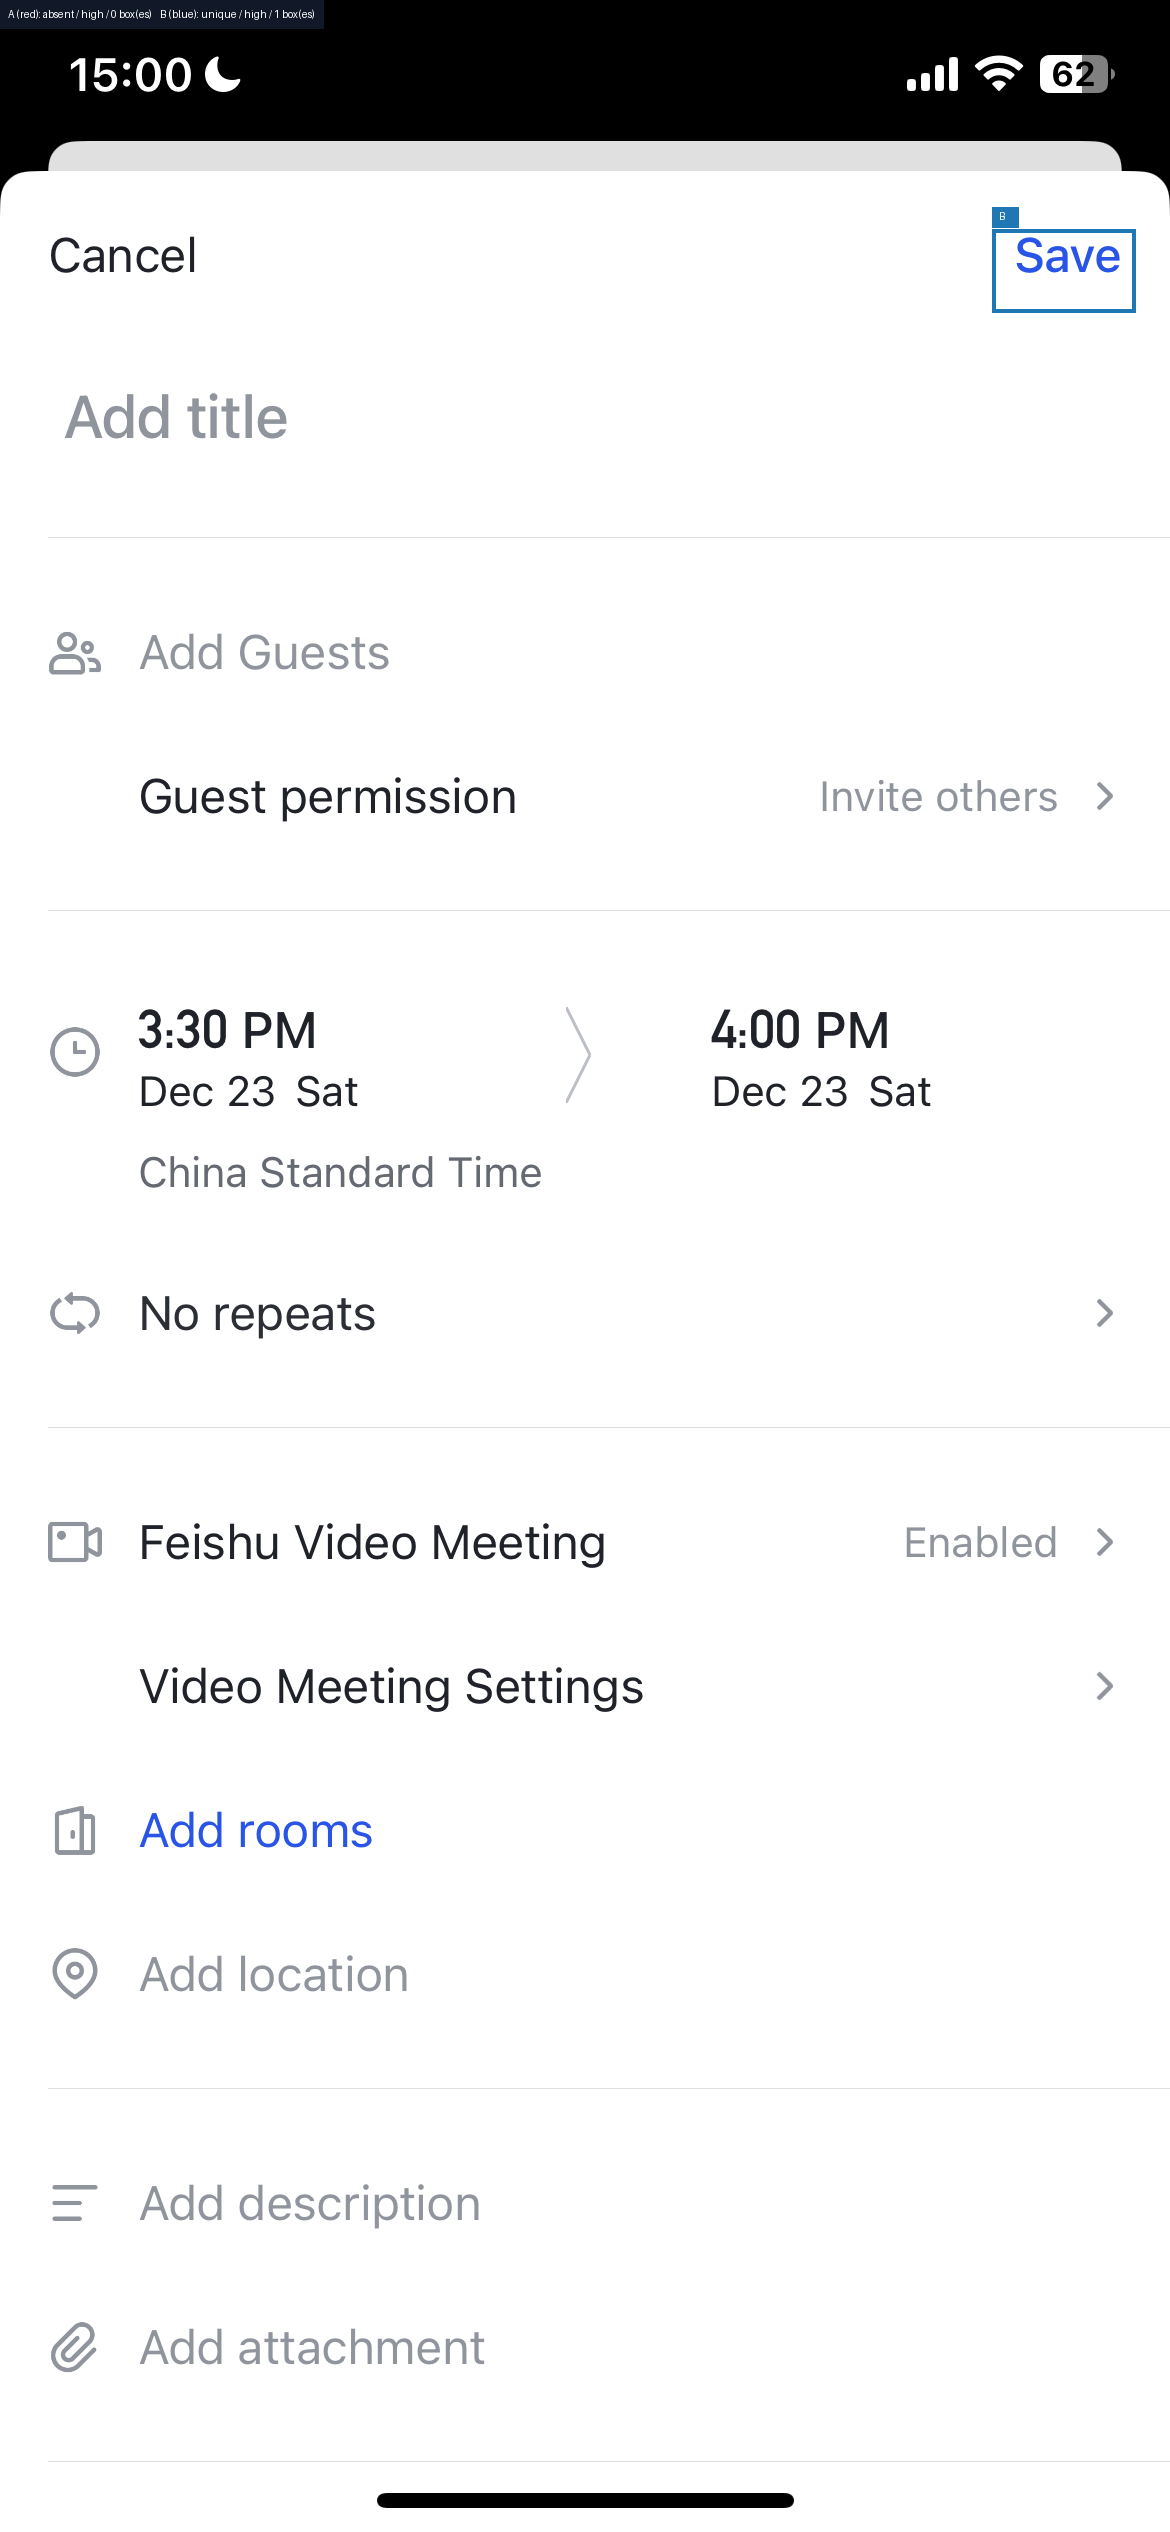 A (red): absent / high / 0 box(es) B (blue): unique / high / 1 box(es)
15:00 62
B
Cancel Save
Add title
Add Guests
Guest permission Invite others
3:30 PM 4:00 PM
Dec 23 Sat Dec 23 Sat
China Standard Time
No repeats
Feishu Video Meeting Enabled
Video Meeting Settings
Add rooms
Add location
Add description
Add attachment